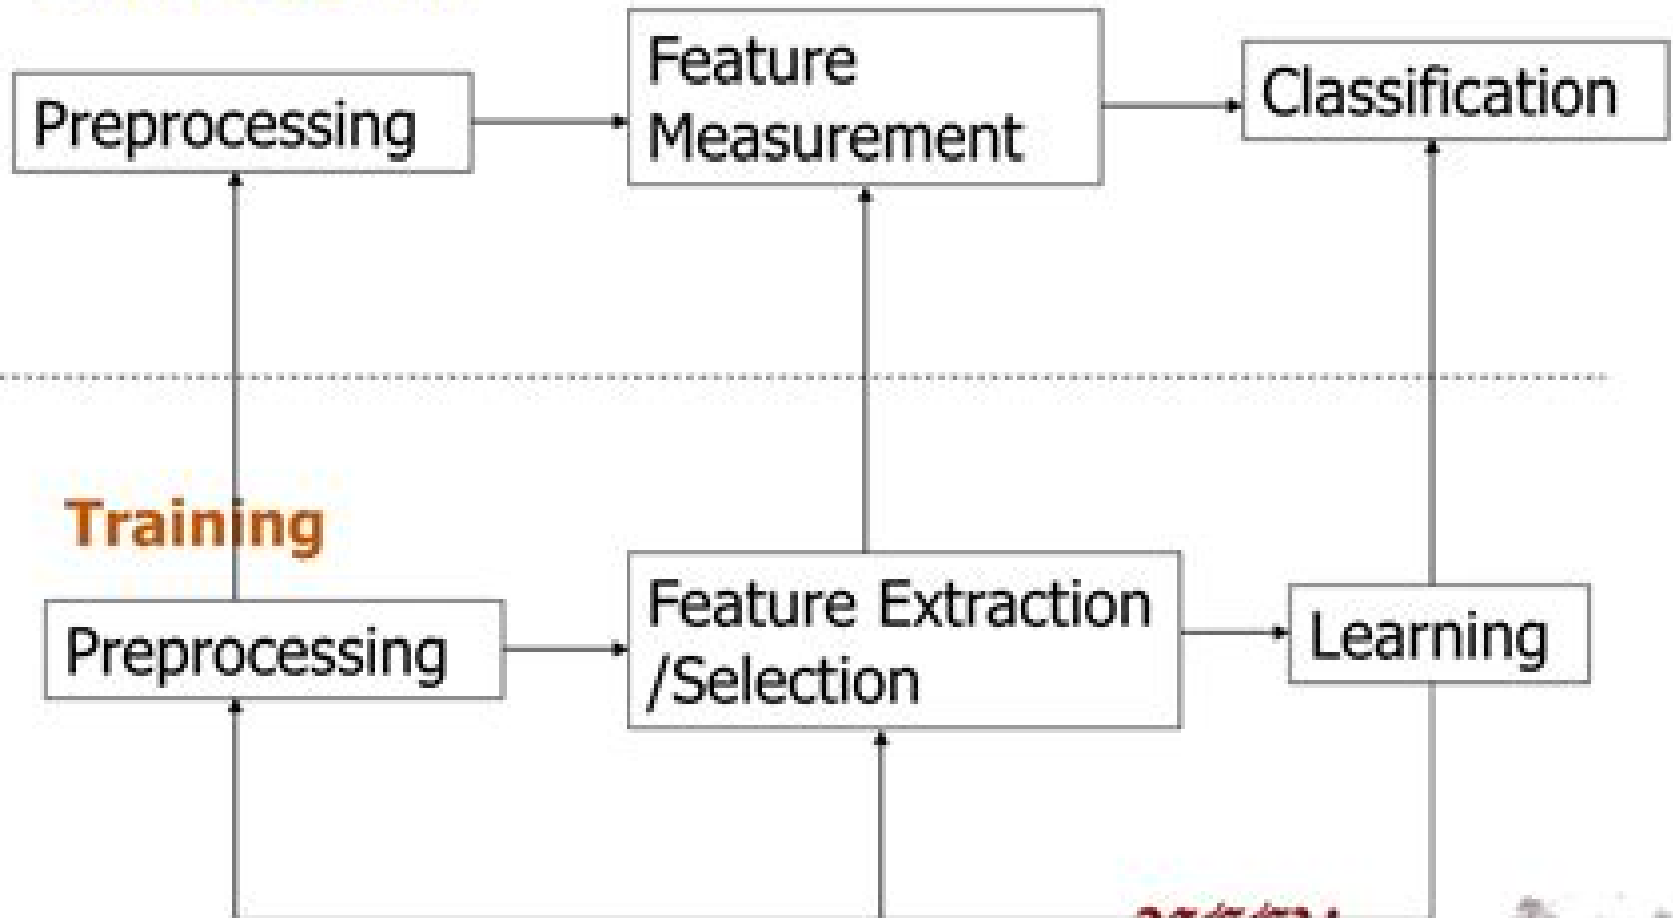 Preprocessing
Feature
Measurement
Classification
Training
Preprocessing
Feature Extraction
/Selection
Learning